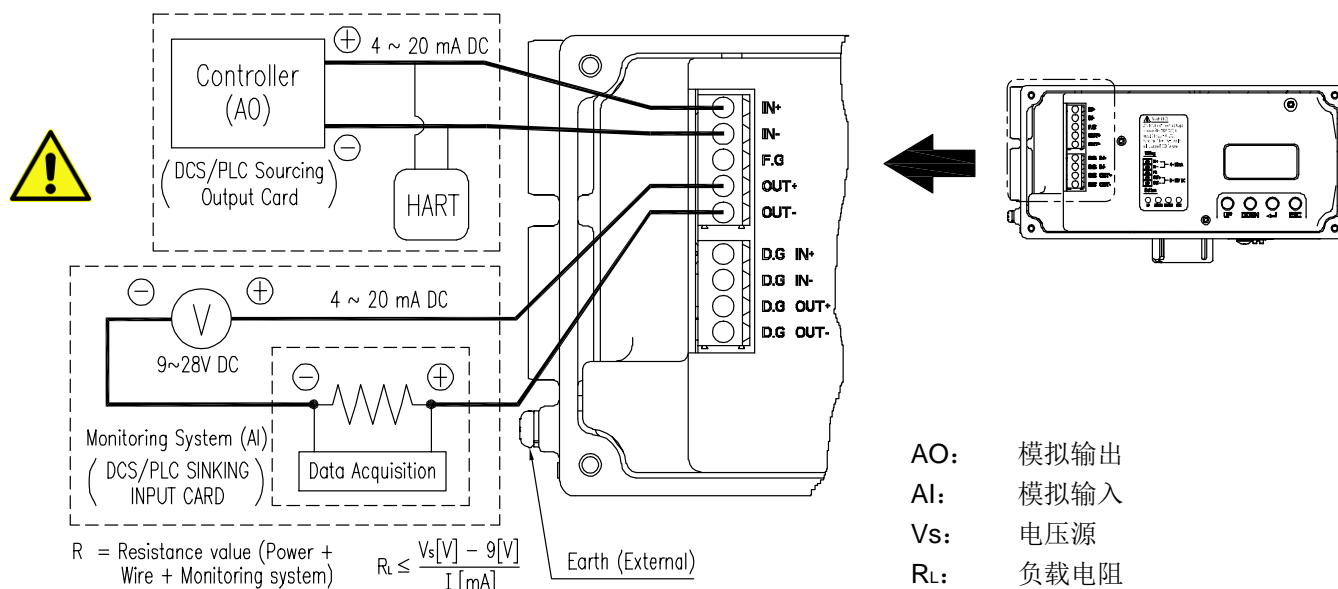 4 ~ 20 mA DC
Controller
(AO)
(DCS/PLC Sourcing
Output Card)
HART
IN+
IN-
F.G
OUT+
OUT-
D.G IN+
D.G IN-
D.G OUT+
D.G OUT-
4 ~ 20 mA DC
V
9~28V DC
Monitoring System (AI)
(DCS/PLC SINKING
INPUT CARD)
Data Acquisition
R = Resistance value (Power +
Wire + Monitoring system)
RL ≤ Vs[V] - 9[V]
I [mA]
Earth (External)
UP
DOWN
ESC
AO: 模拟输出
AI: 模拟输入
Vs: 电压源
RL: 负载电阻